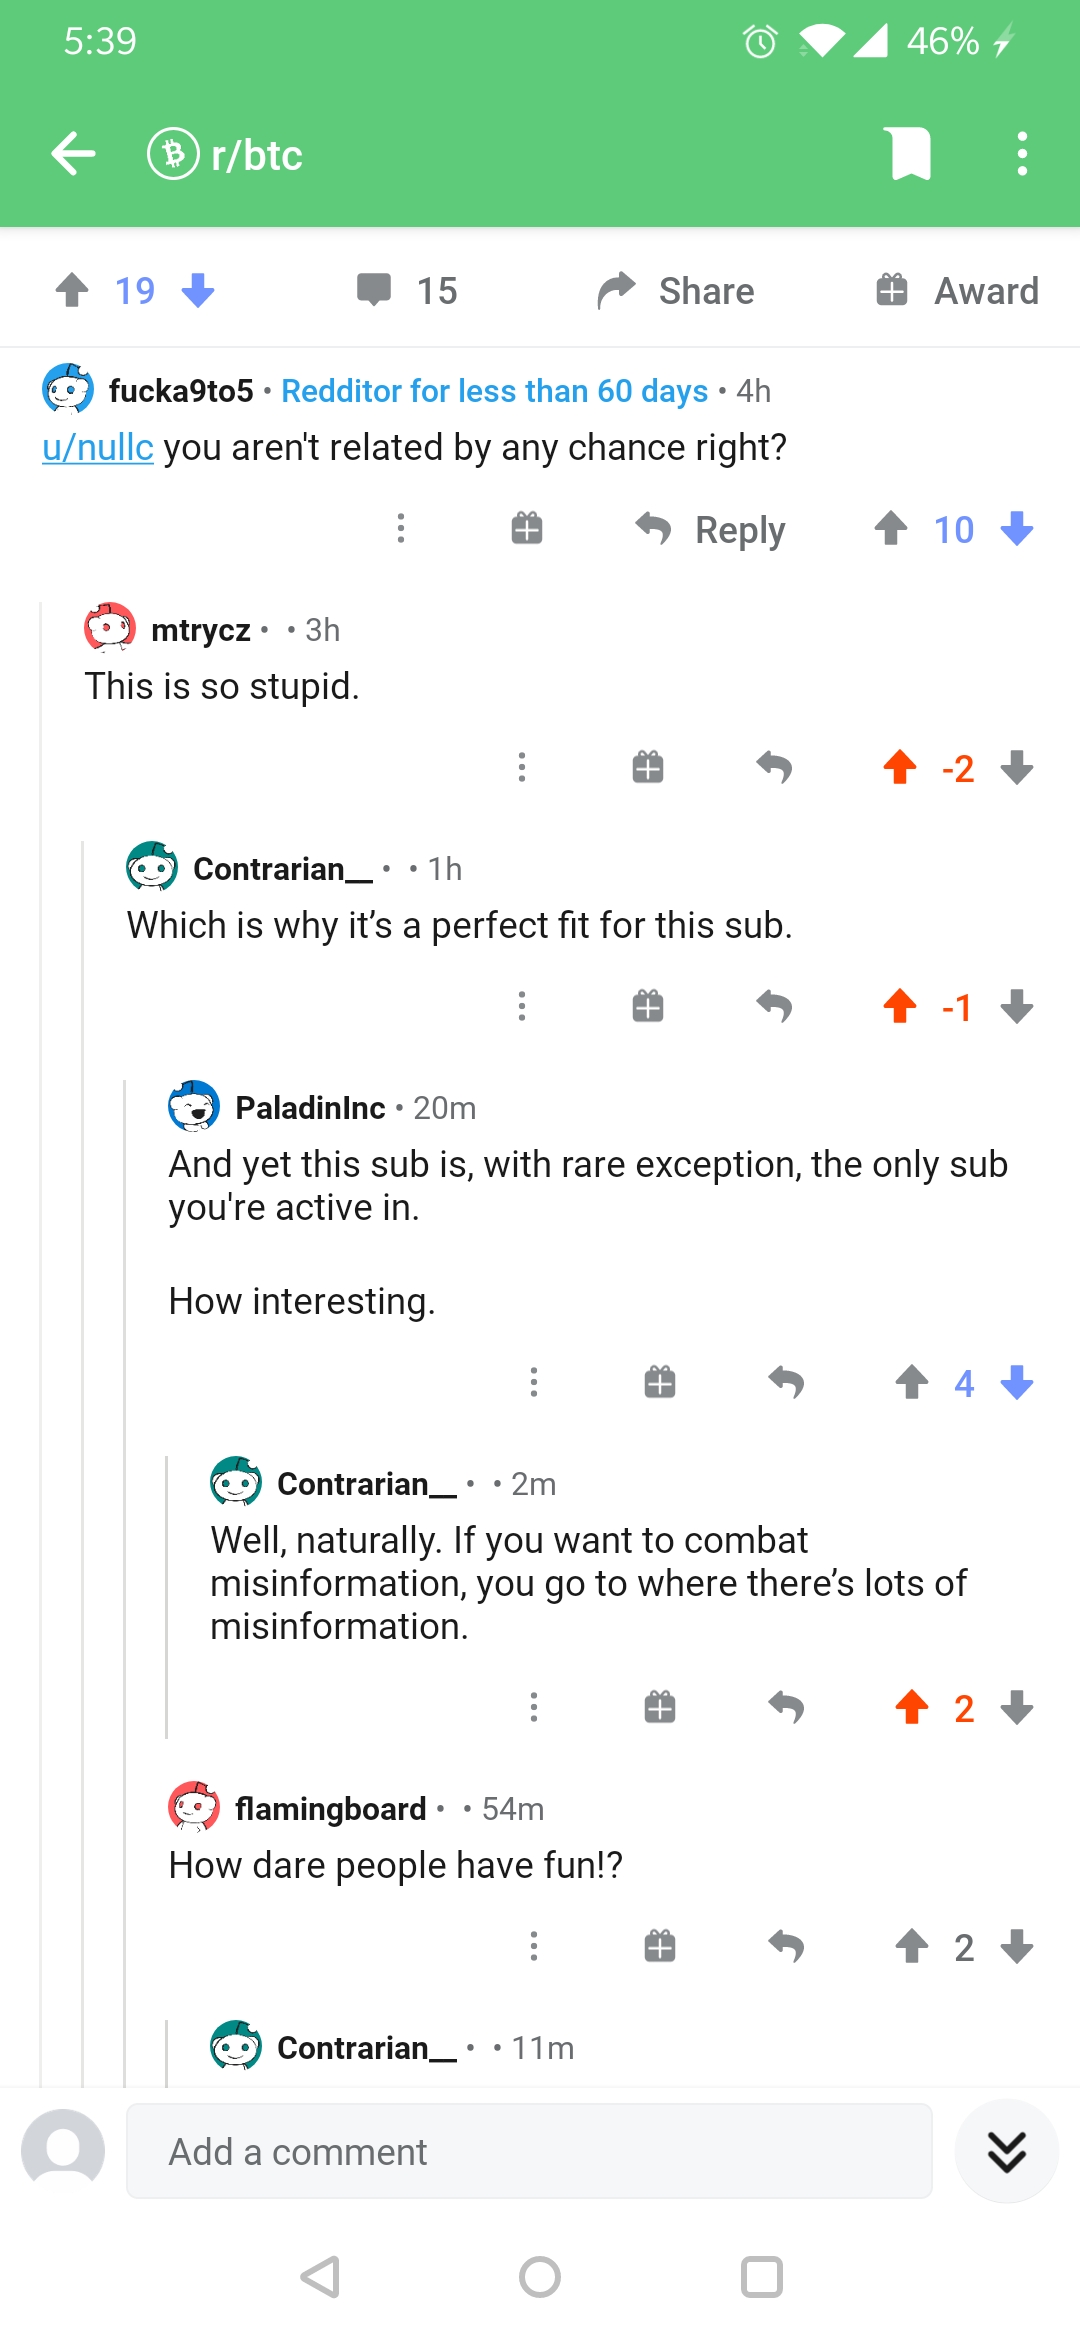 5:39
46%
r/btc
19
15
Share
Award
fucka9to5 • Redditor for less than 60 days • 4h
u/nullc you aren't related by any chance right?
Reply
10
mtrycz • • 3h
This is so stupid.
-2
Contrarian__ • • 1h
Which is why it’s a perfect fit for this sub.
-1
PaladinInc • 20m
And yet this sub is, with rare exception, the only sub
you're active in.
How interesting.
4
Contrarian__ • • 2m
Well, naturally. If you want to combat
misinformation, you go to where there’s lots of
misinformation.
2
flamingboard • • 54m
How dare people have fun!?
2
Contrarian__ • • 11m
Add a comment